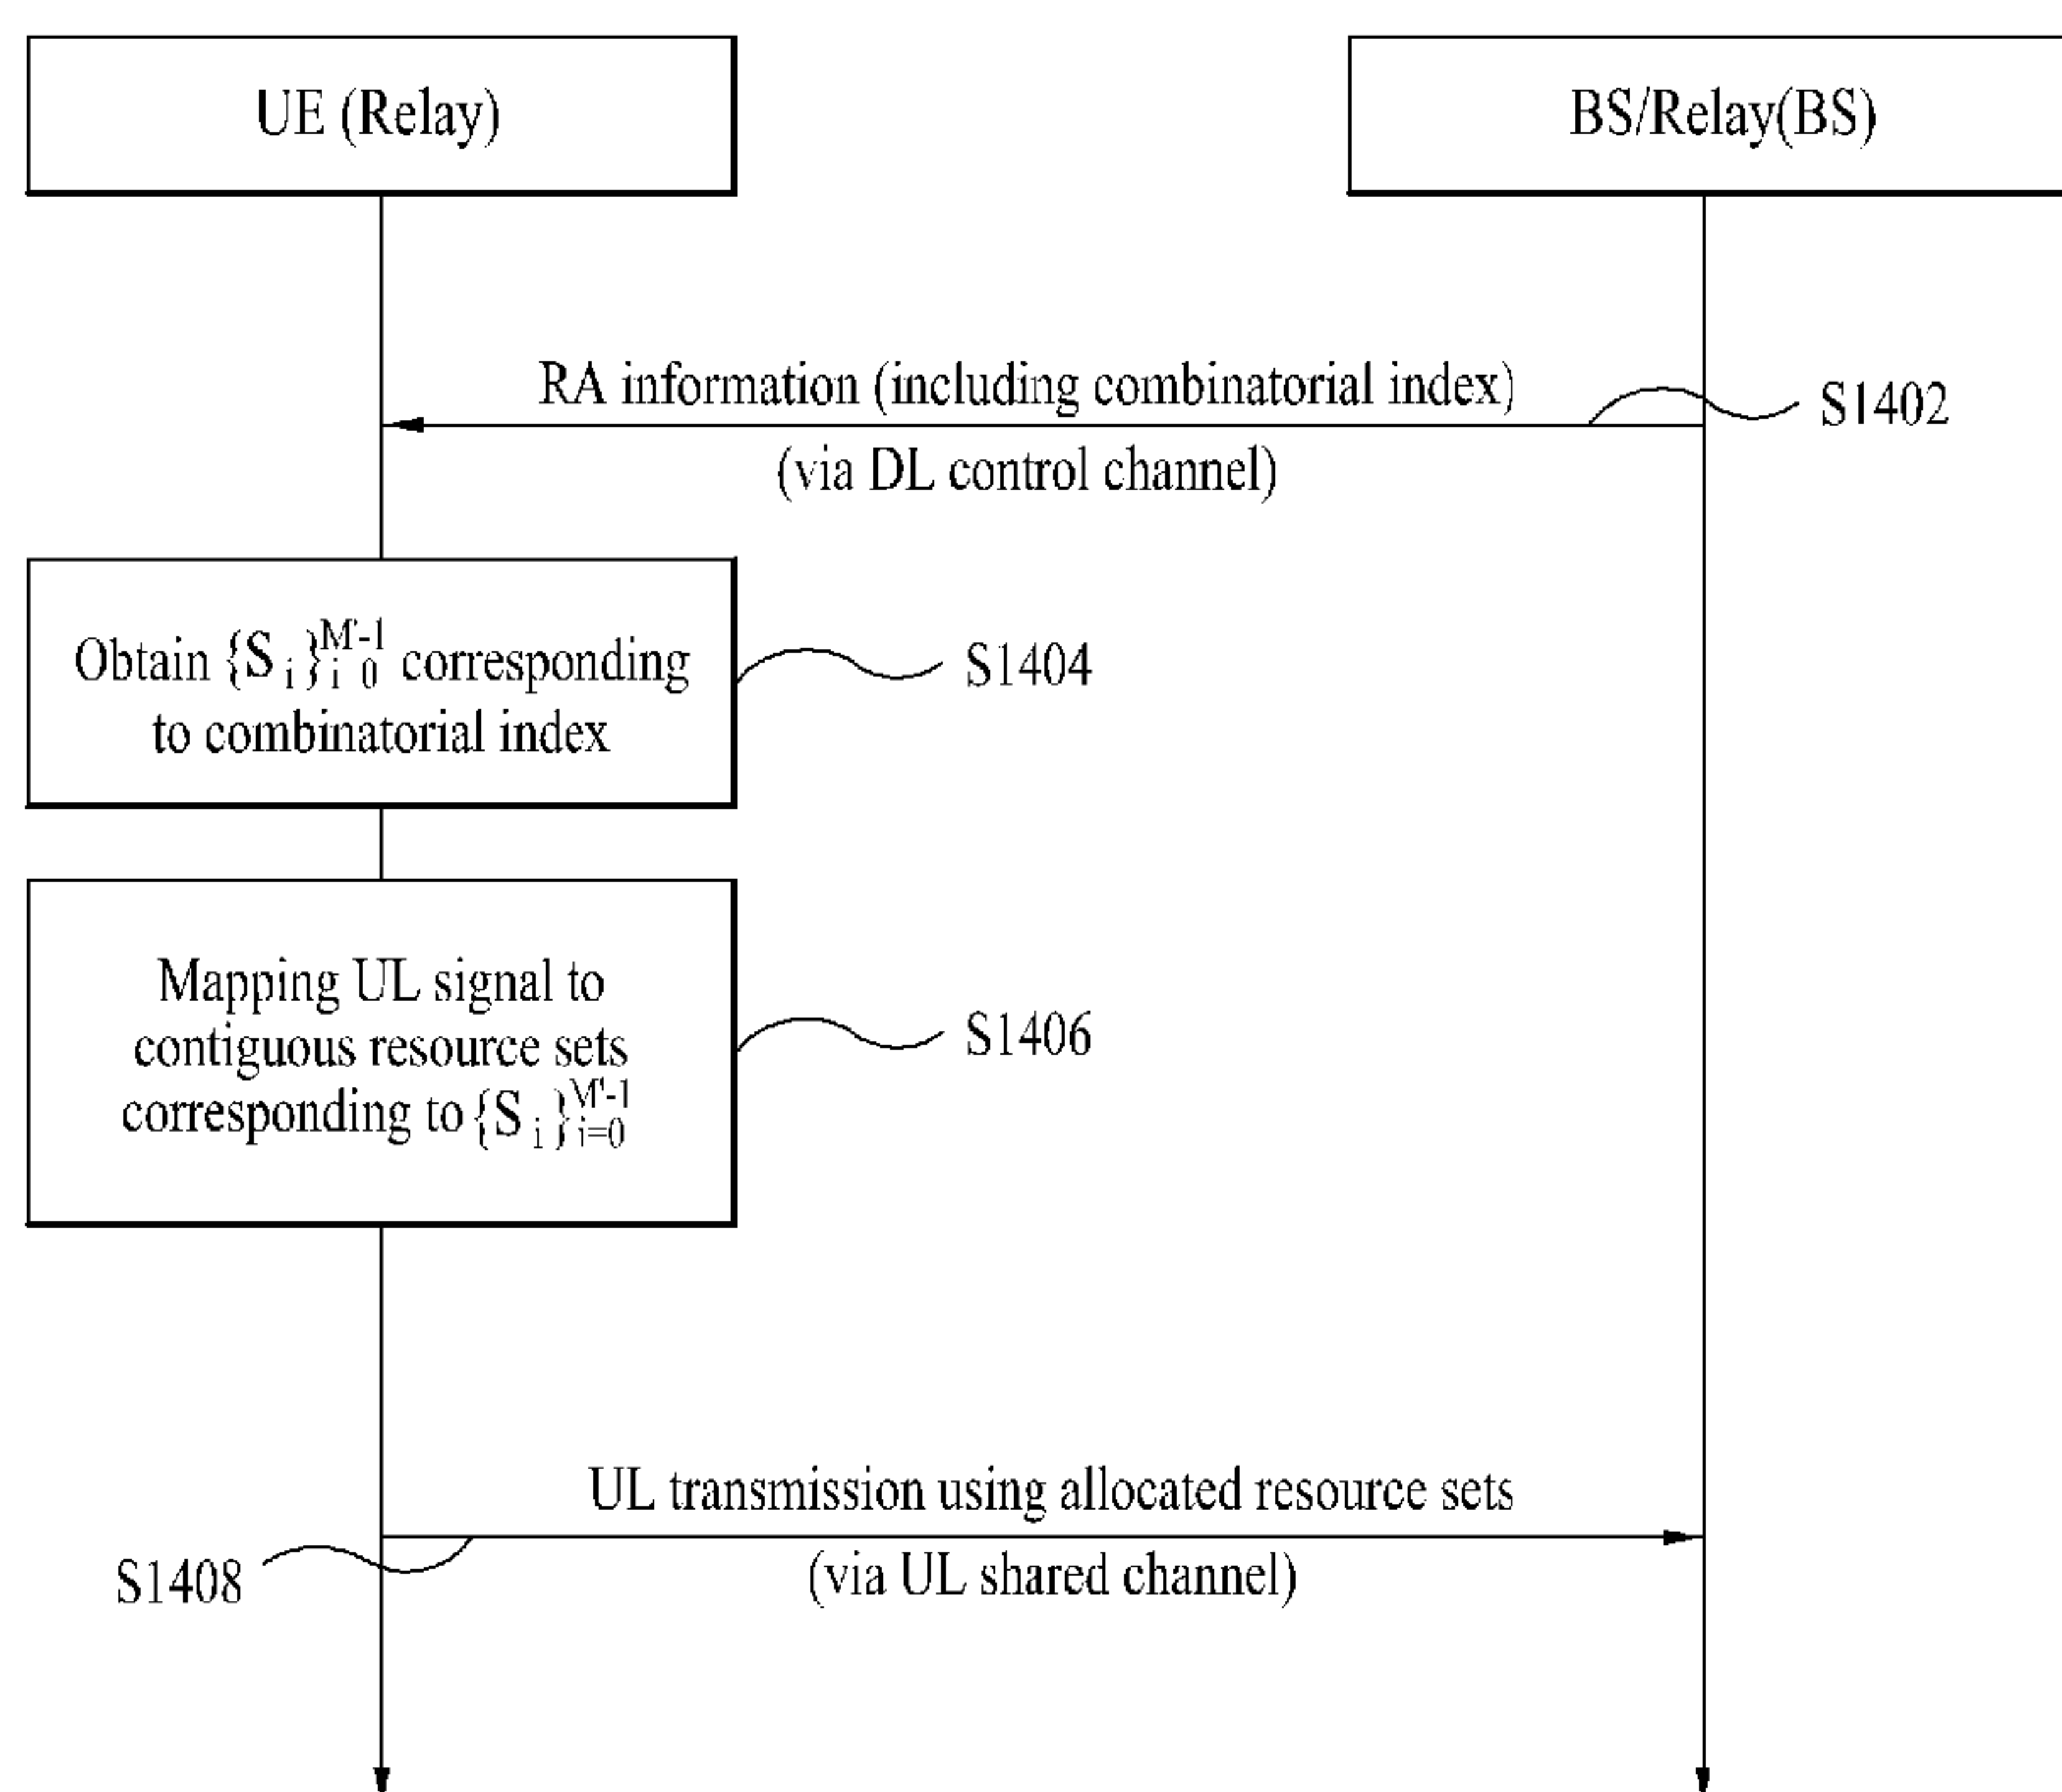 UE (Relay)
BS/Relay(BS)
RA information (including combinatorial index)
S1402
(via DL control channel)
Obtain {S i}M'-1 i 0 corresponding
to combinatorial index
S1404
Mapping UL signal to
contiguous resource sets
corresponding to {S i}M'-1 i=0
S1406
UL transmission using allocated resource sets
(via UL shared channel)
S1408